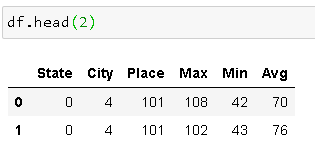 df.head(2)
State City Place Max Min Avg
0 0 4 101 108 42 70
1 0 4 101 102 43 76